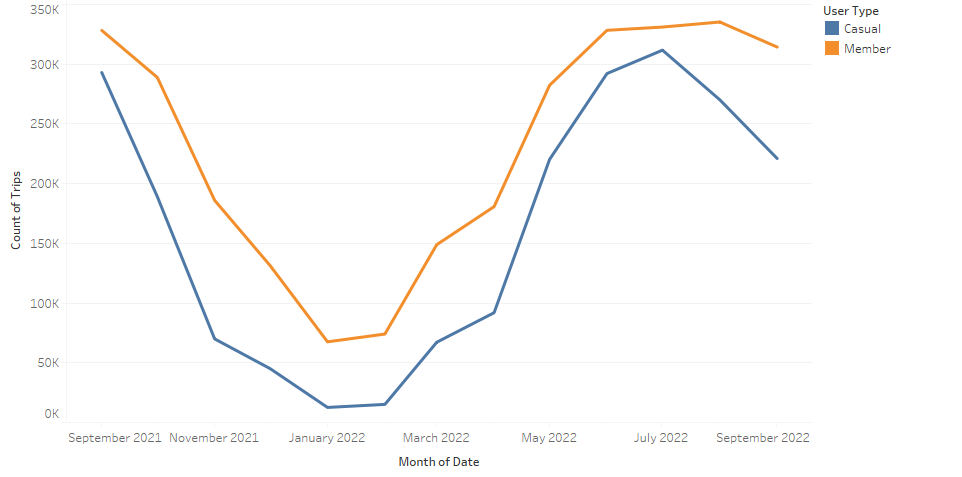 350K
300K
250K
200K
150K
100K
50K
0K
Count of Trips
September 2021 November 2021 January 2022 March 2022 May 2022 July 2022 September 2022
Month of Date
User Type
Casual
Member